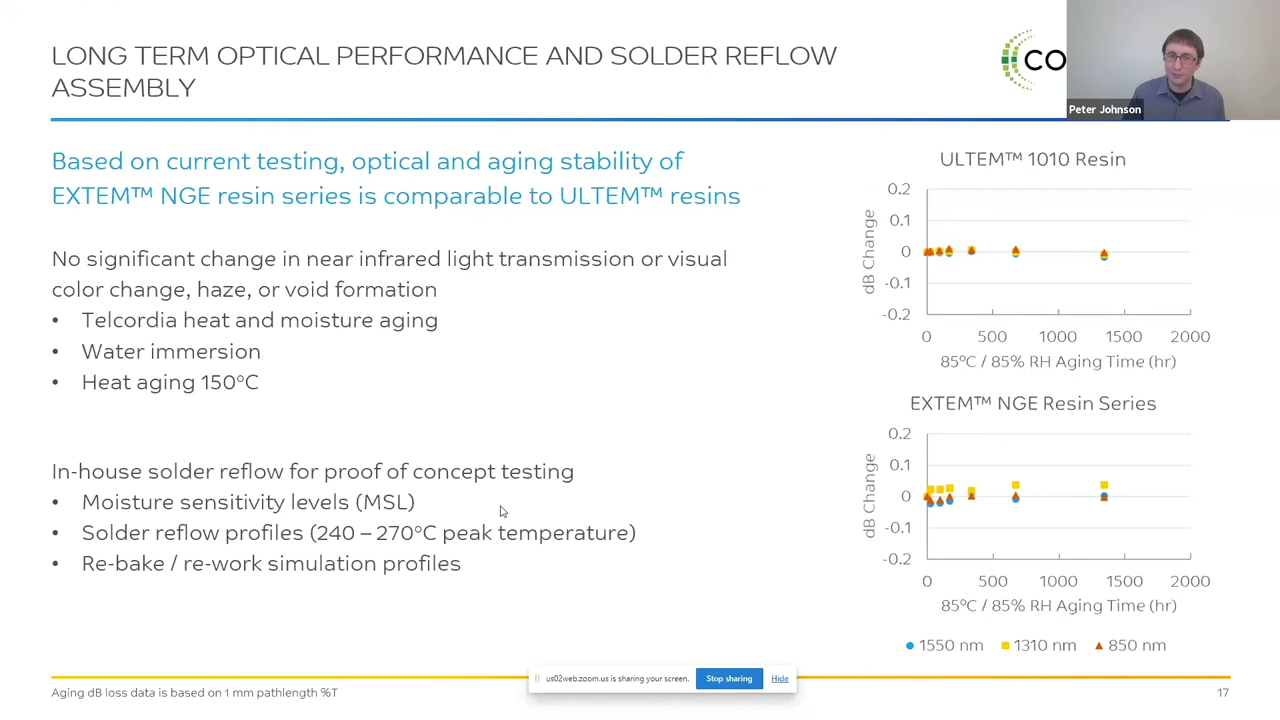 LONG TERM OPTICAL PERFORMANCE AND SOLDER REFLOW
ASSEMBLY
CO
Peter Johnson
Based on current testing, optical and aging stability of
EXTEM™ NGE resin series is comparable to ULTEM™ resins
No significant change in near infrared light transmission or visual
color change, haze, or void formation
• Telcordia heat and moisture aging
• Water immersion
• Heat aging 150ºC
In-house solder reflow for proof of concept testing
• Moisture sensitivity levels (MSL)
• Solder reflow profiles (240 – 270ºC peak temperature)
• Re-bake / re-work simulation profiles
ULTEM™ 1010 Resin
dB Change
0.2
0.1
0
-0.1
-0.2
0 500 1000 1500 2000
85ºC / 85% RH Aging Time (hr)
EXTEM™ NGE Resin Series
dB Change
0.2
0.1
0
-0.1
-0.2
0 500 1000 1500 2000
85ºC / 85% RH Aging Time (hr)
1550 nm 1310 nm 850 nm
us02web.zoom.us is sharing your screen. Stop sharing Hide
Aging dB loss data is based on 1 mm pathlength %T
17